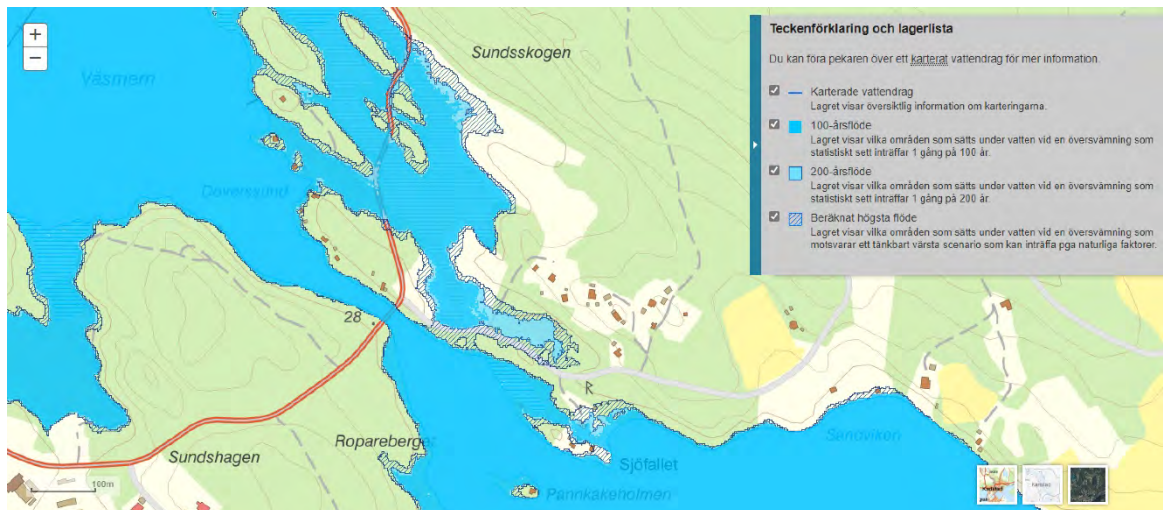 +
−
Väsmern
Sundsskogen
Doverssund
28
Sundshagen
Ropareberget
R
Sjöfallet
Pannkakeholmen
Sandviken
100m
Teckenförklaring och lagerlista
Du kan föra pekaren över ett karterat vattendrag för mer information.
Karterade vattendrag
Lagret visar översiktlig information om karteringarna.
100-årsflöde
Lagret visar vilka områden som sätts under vatten vid en översvämning som
statistiskt sett inträffar 1 gång på 100 år.
200-årsflöde
Lagret visar vilka områden som sätts under vatten vid en översvämning som
statistiskt sett inträffar 1 gång på 200 år.
Beräknat högsta flöde
Lagret visar vilka områden som sätts under vatten vid en översvämning som
motsvarar ett tänkbart värsta scenario som kan inträffa pga naturliga faktorer.